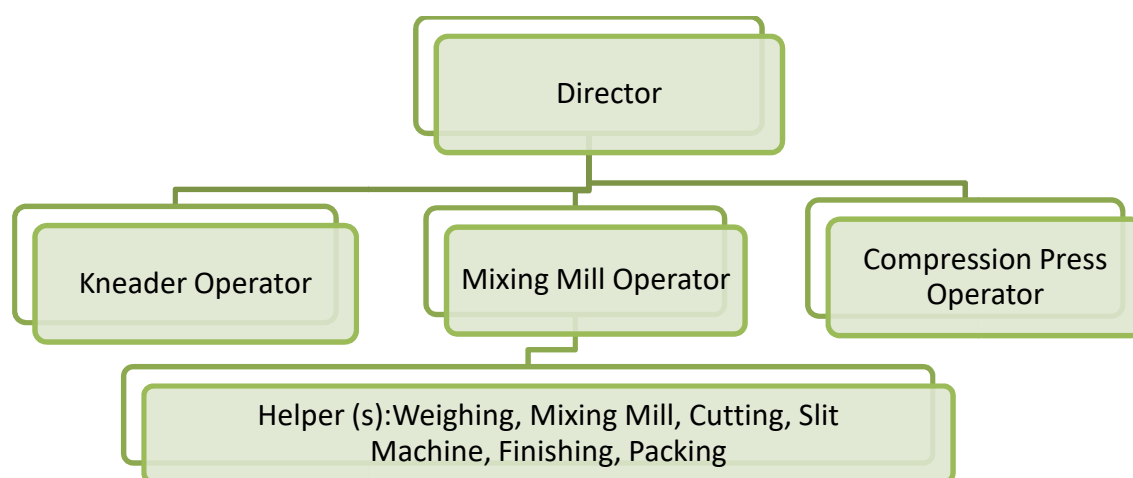 Director
Kneader Operator
Mixing Mill Operator
Compression Press
Operator
Helper (s):Weighing, Mixing Mill, Cutting, Slit
Machine, Finishing, Packing